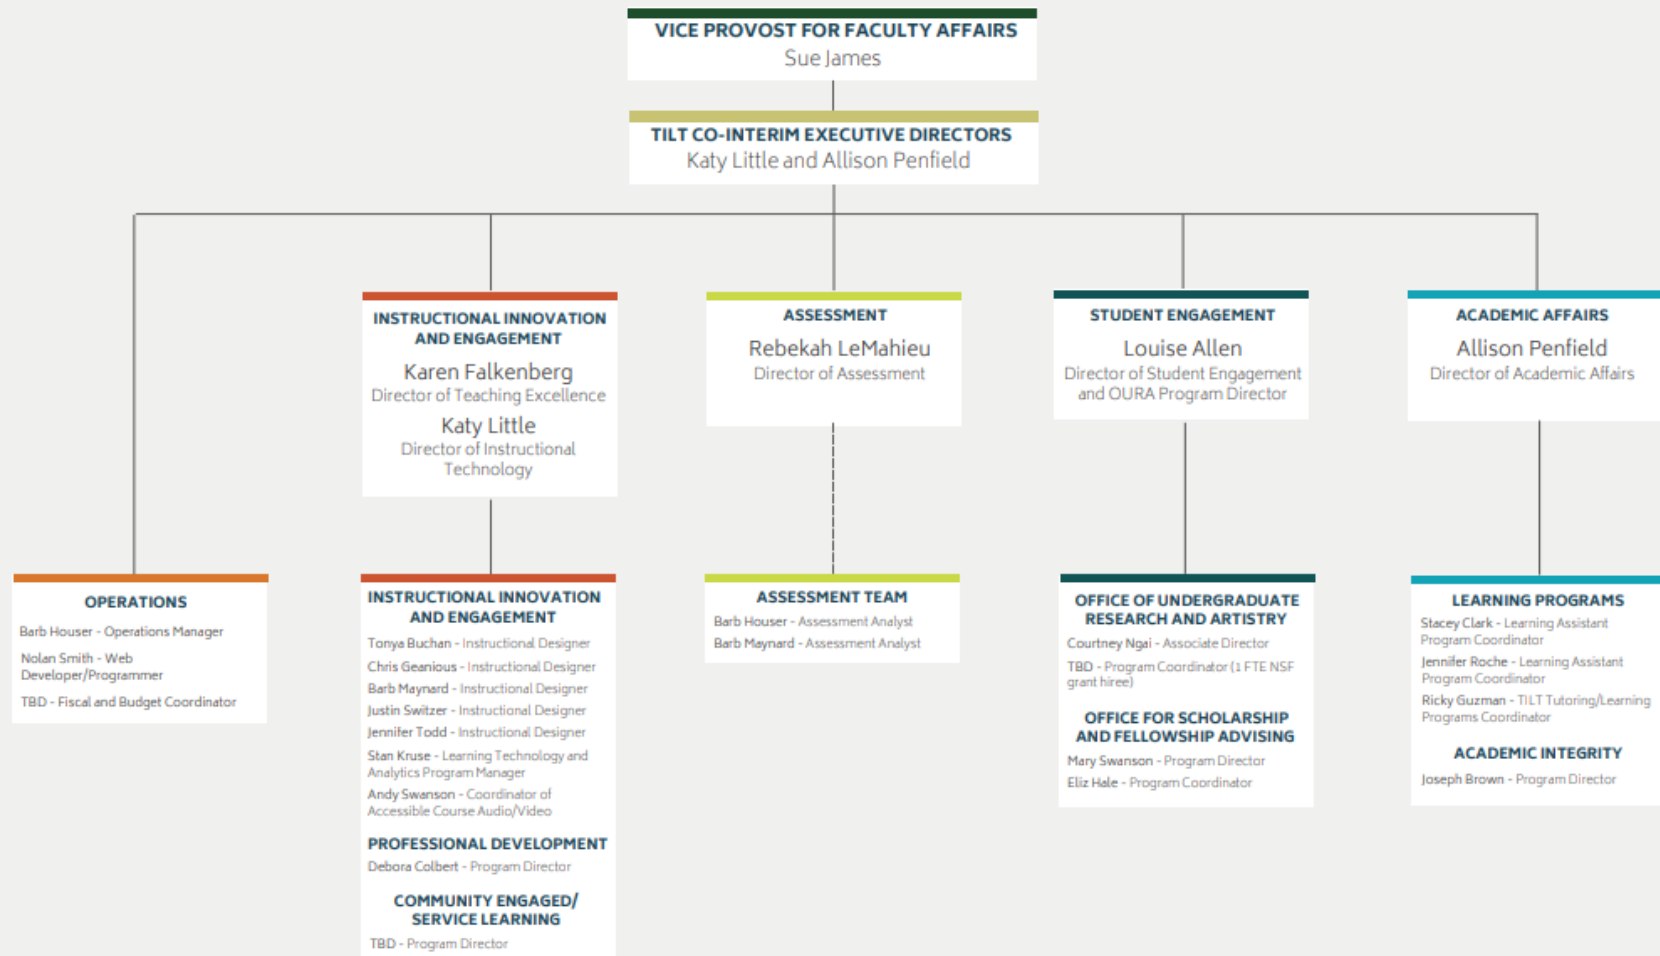 VICE PROVOST FOR FACULTY AFFAIRS
Sue James
TILT CO-INTERIM EXECUTIVE DIRECTORS
Katy Little and Allison Penfield
INSTRUCTIONAL INNOVATION
AND ENGAGEMENT
Karen Falkenberg
Director of Teaching Excellence
Katy Little
Director of Instructional
Technology
ASSESSMENT
Rebekah LeMahieu
Director of Assessment
STUDENT ENGAGEMENT
Louise Allen
Director of Student Engagement
and OURA Program Director
ACADEMIC AFFAIRS
Allison Penfield
Director of Academic Affairs
OPERATIONS
Barb Houser - Operations Manager
Nolan Smith - Web
Developer/Programmer
TBD - Fiscal and Budget Coordinator
INSTRUCTIONAL INNOVATION
AND ENGAGEMENT
Tonya Buchan - Instructional Designer
Chris Geanious - Instructional Designer
Barb Maynard - Instructional Designer
Justin Switzer - Instructional Designer
Jennifer Todd - Instructional Designer
Stan Kruse - Learning Technology and
Analytics Program Manager
Andy Swanson - Coordinator of
Accessible Course Audio/Video
PROFESSIONAL DEVELOPMENT
Debora Colbert - Program Director
COMMUNITY ENGAGED/
SERVICE LEARNING
TBD - Program Director
ASSESSMENT TEAM
Barb Houser - Assessment Analyst
Barb Maynard - Assessment Analyst
OFFICE OF UNDERGRADUATE
RESEARCH AND ARTISTRY
Courtney Ngai - Associate Director
TBD - Program Coordinator (1 FTE NSF
grant hiree)
OFFICE FOR SCHOLARSHIP
AND FELLOWSHIP ADVISING
Mary Swanson - Program Director
Eliz Hale - Program Coordinator
LEARNING PROGRAMS
Stacey Clark - Learning Assistant
Program Coordinator
Jennifer Roche - Learning Assistant
Program Coordinator
Ricky Guzman - TILT Tutoring/Learning
Programs Coordinator
ACADEMIC INTEGRITY
Joseph Brown - Program Director